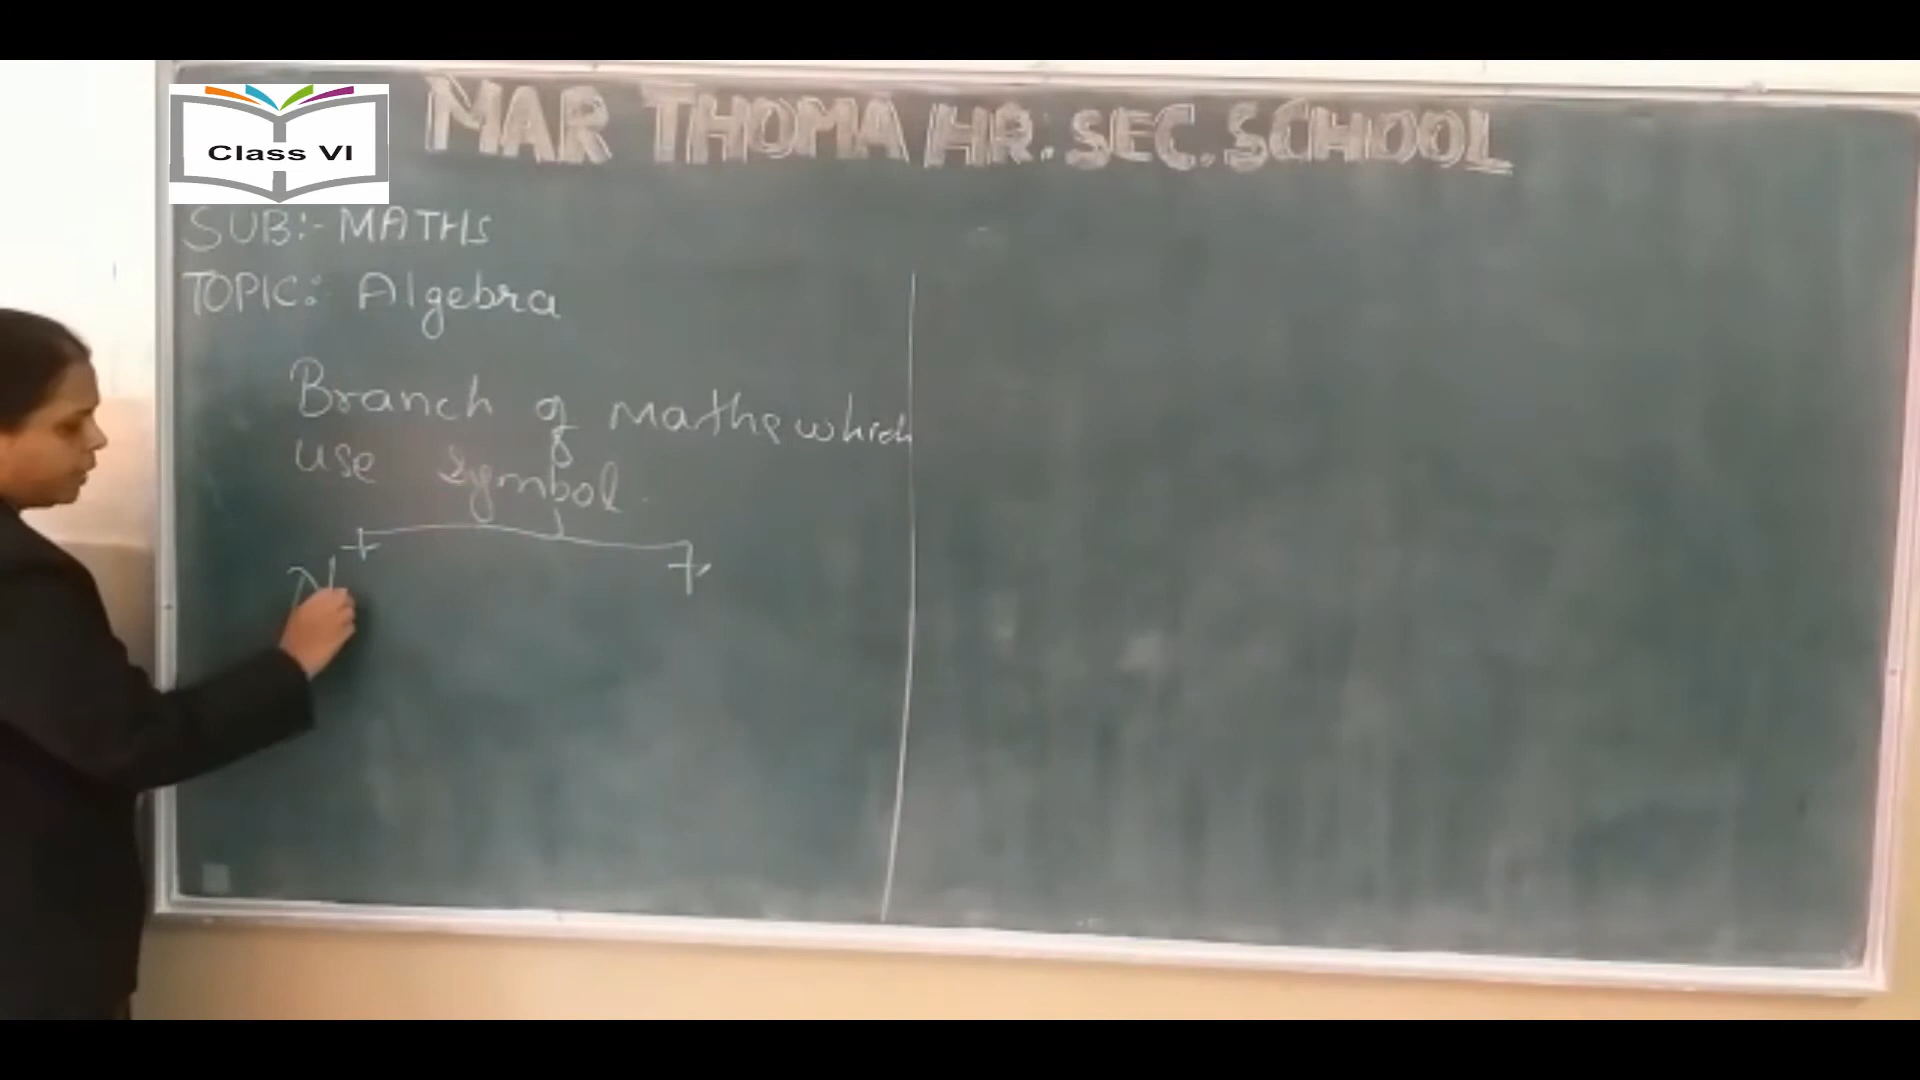 MAR THOMA HR. SEC. SCHOOL
Class VI
SUB:- MATHS
TOPIC: Algebra
Branch of maths which
use symbol.